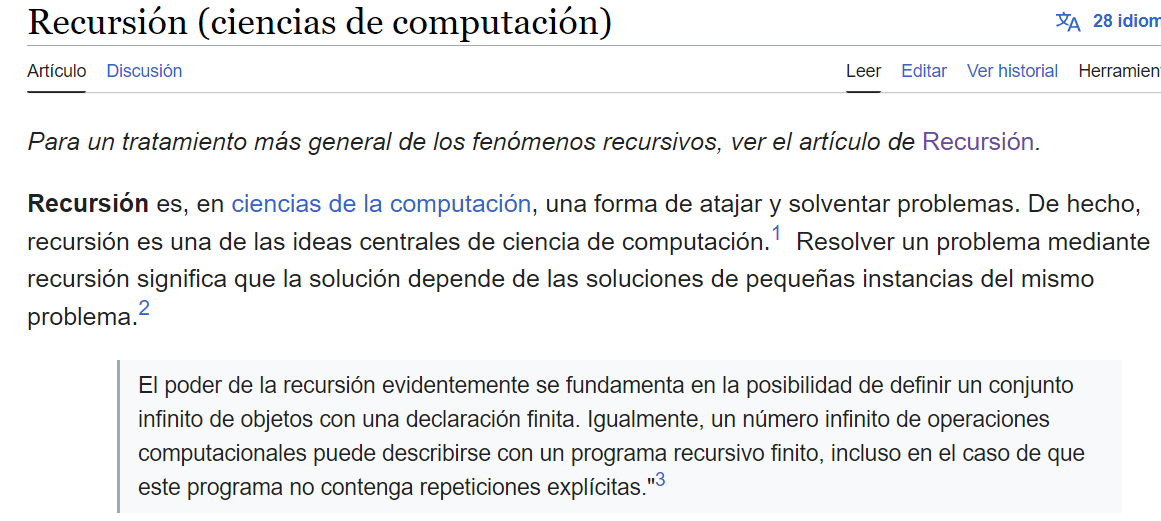 Recursión (ciencias de computación)
28 idiom
Artículo Discusión Leer Editar Ver historial Herramien
Para un tratamiento más general de los fenómenos recursivos, ver el artículo de Recursión.
Recursión es, en ciencias de la computación, una forma de atajar y solventar problemas. De hecho,
recursión es una de las ideas centrales de ciencia de computación.1 Resolver un problema mediante
recursión significa que la solución depende de las soluciones de pequeñas instancias del mismo
problema.2
El poder de la recursión evidentemente se fundamenta en la posibilidad de definir un conjunto
infinito de objetos con una declaración finita. Igualmente, un número infinito de operaciones
computacionales puede describirse con un programa recursivo finito, incluso en el caso de que
este programa no contenga repeticiones explícitas."3